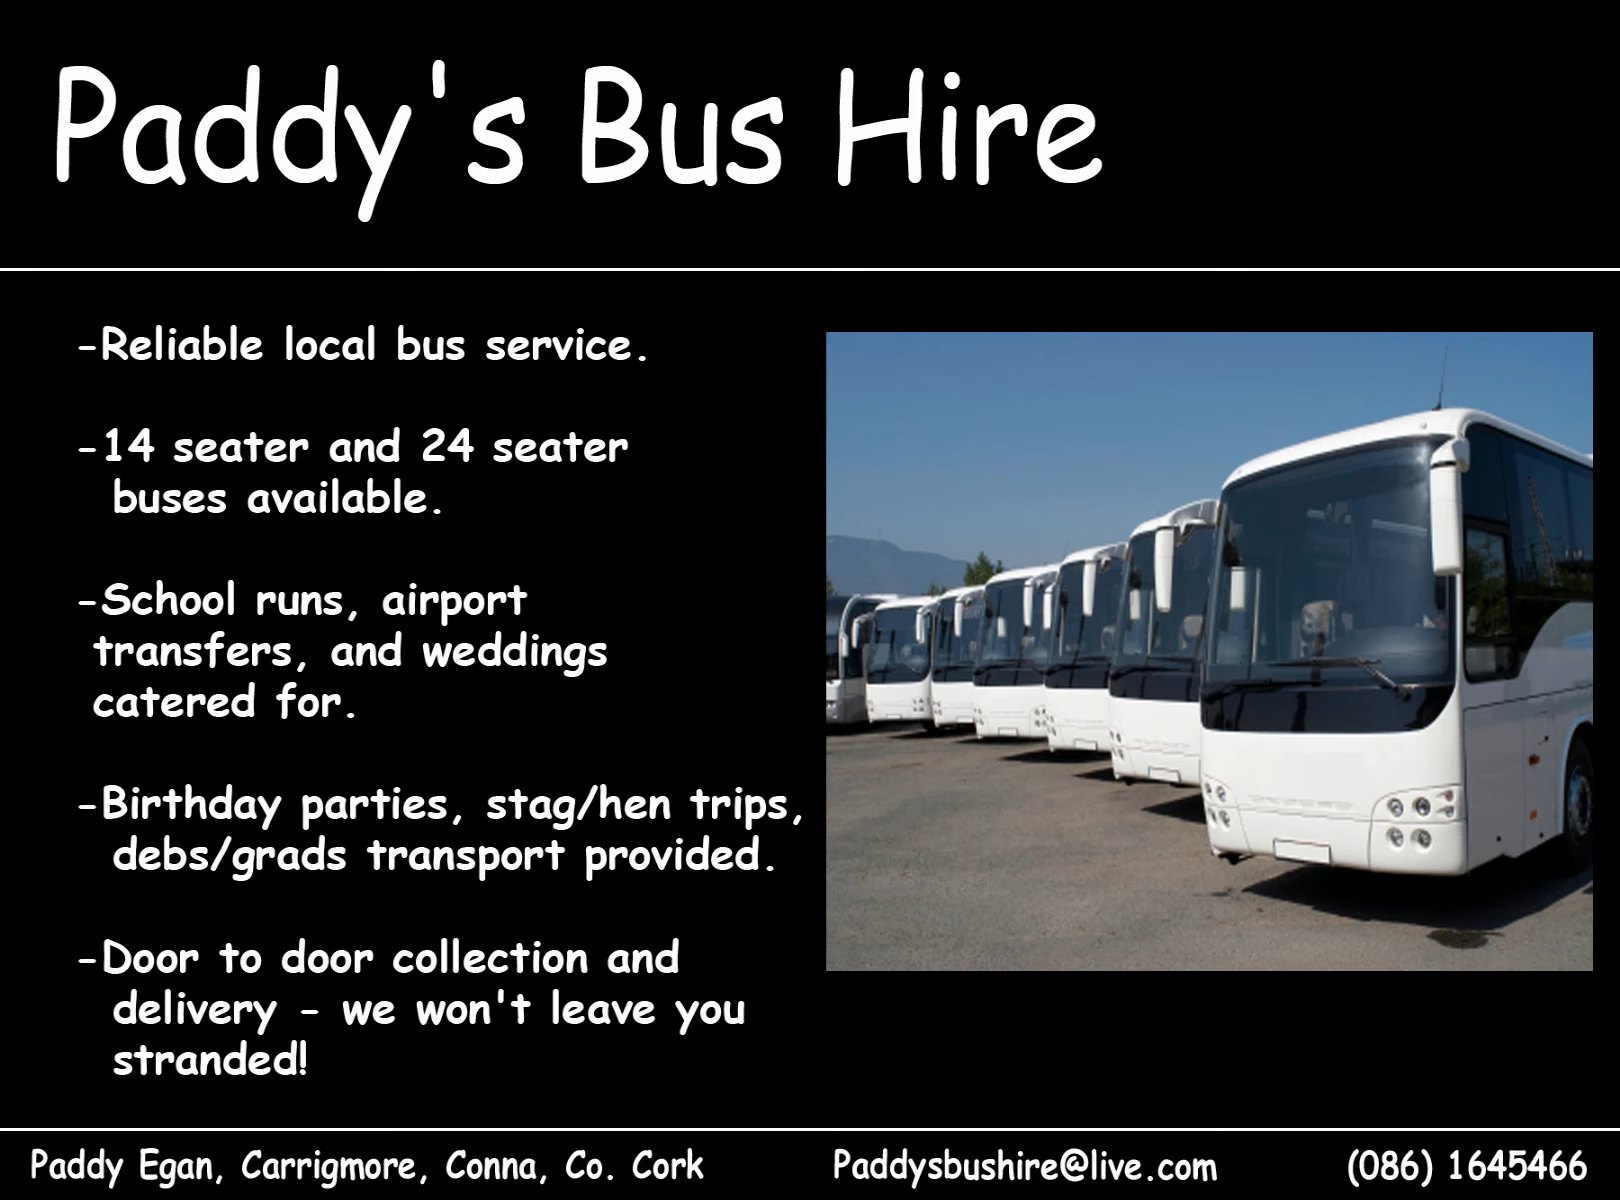 Paddy's Bus Hire
-Reliable local bus service.
-14 seater and 24 seater
buses available.
-School runs, airport
transfers, and weddings
catered for.
-Birthday parties, stag/hen trips,
debs/grads transport provided.
-Door to door collection and
delivery - we won't leave you
stranded!
Paddy Egan, Carrigmore, Conna, Co. Cork Paddysbushire@live.com (086) 1645466